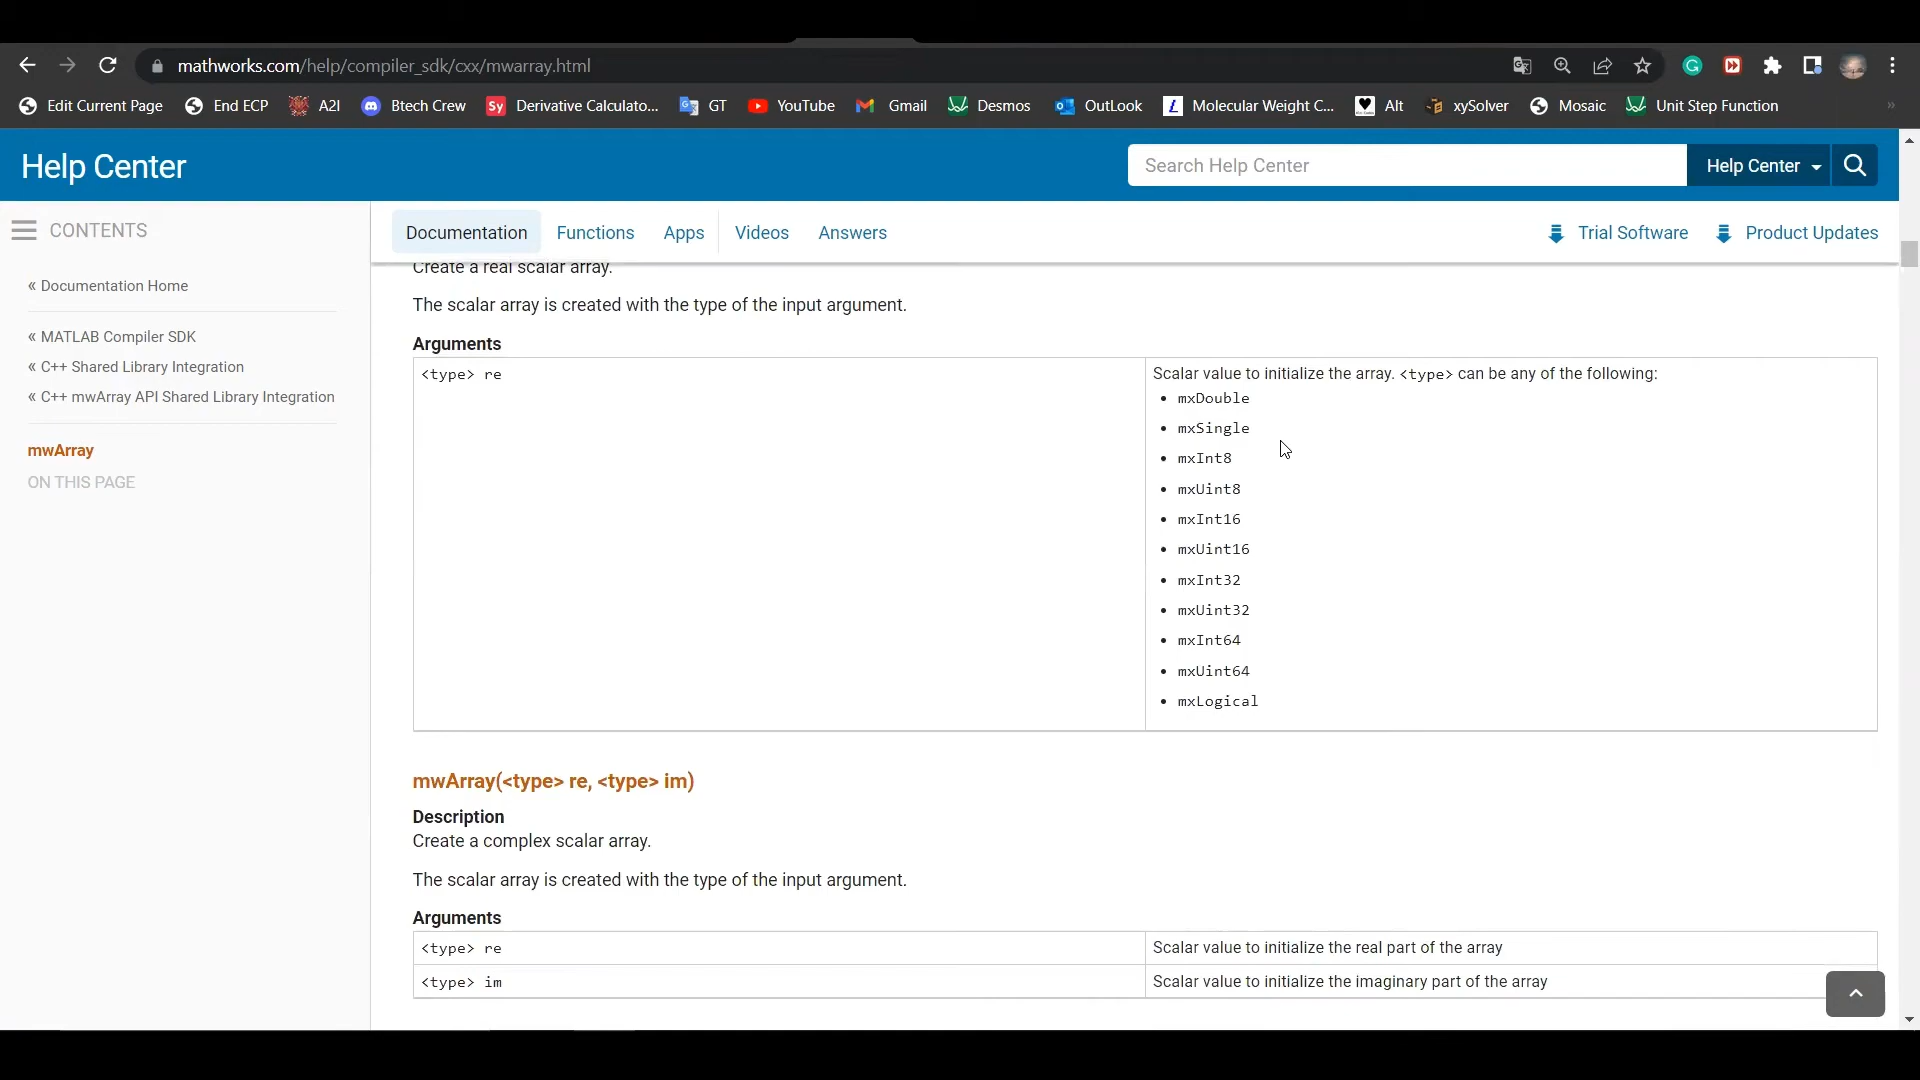 mathworks.com/help/compiler_sdk/cxx/mwarray.html
Edit Current Page End ECP A2I Btech Crew Sy Derivative Calculato... GT YouTube Gmail Desmos OutLook Molecular Weight C... Alt xySolver Mosaic Unit Step Function »
Help Center Search Help Center Help Center
CONTENTS Documentation Functions Apps Videos Answers Trial Software Product Updates
« Documentation Home
« MATLAB Compiler SDK
« C++ Shared Library Integration
« C++ mwArray API Shared Library Integration
mwArray
ON THIS PAGE
Create a real scalar array.
The scalar array is created with the type of the input argument.
Arguments
<type> re Scalar value to initialize the array. <type> can be any of the following:
• mxDouble
• mxSingle
• mxInt8
• mxUint8
• mxInt16
• mxUint16
• mxInt32
• mxUint32
• mxInt64
• mxUint64
• mxLogical
mwArray(<type> re, <type> im)
Description
Create a complex scalar array.
The scalar array is created with the type of the input argument.
Arguments
<type> re Scalar value to initialize the real part of the array
<type> im Scalar value to initialize the imaginary part of the array